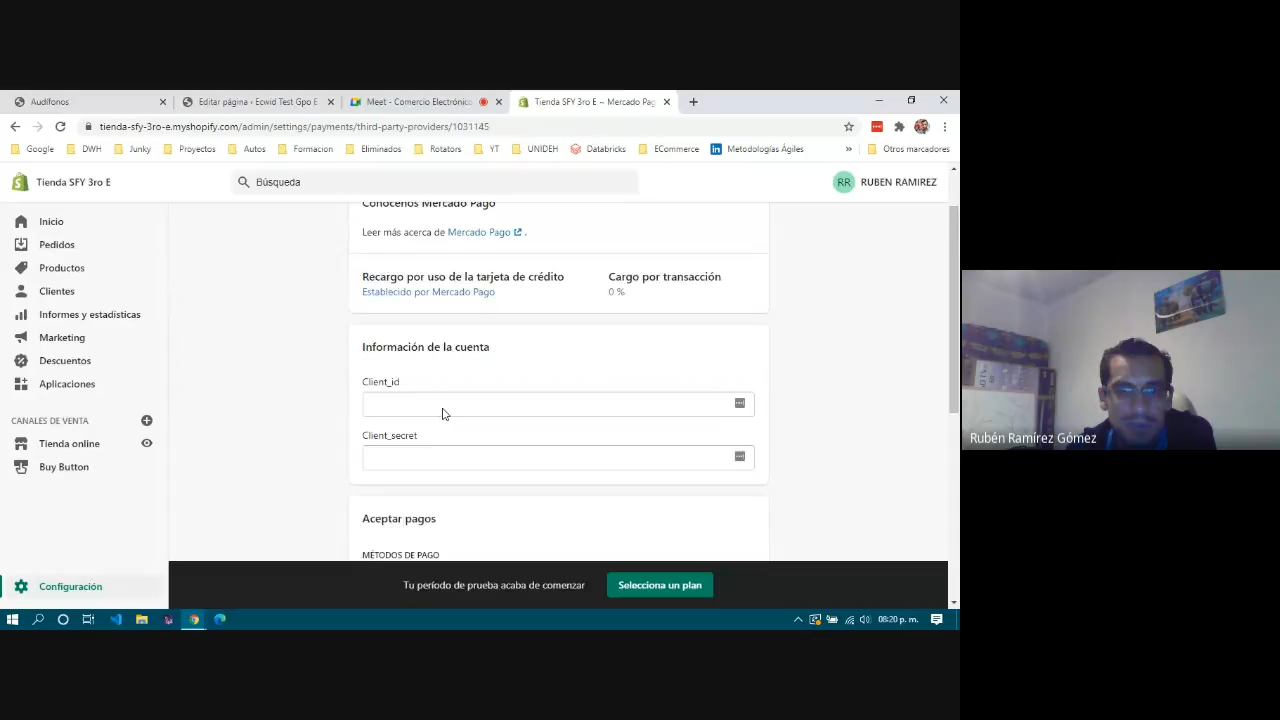 Audífonos
Editar página ‹ Ecwid Test Gpo E
Meet - Comercio Electrónico
Tienda SFY 3ro E ~ Mercado Pag
tienda-sfy-3ro-e.myshopify.com/admin/settings/payments/third-party-providers/1031145
Google
DWH
Junky
Proyectos
Autos
Formacion
Eliminados
Rotators
YT
UNIDEH
Databricks
ECommerce
Metodologías Ágiles
»
Otros marcadores
Tienda SFY 3ro E
Búsqueda
RR
RUBEN RAMIREZ
Inicio
Pedidos
Productos
Clientes
Informes y estadísticas
Marketing
Descuentos
Aplicaciones
CANALES DE VENTA
Tienda online
Buy Button
Configuración
Conócenos Mercado Pago
Leer más acerca de Mercado Pago .
Recargo por uso de la tarjeta de crédito
Establecido por Mercado Pago
Cargo por transacción
0 %
Información de la cuenta
Client_id
Client_secret
Aceptar pagos
MÉTODOS DE PAGO
Tu período de prueba acaba de comenzar
Selecciona un plan
08:20 p. m.
Rubén Ramírez Gómez